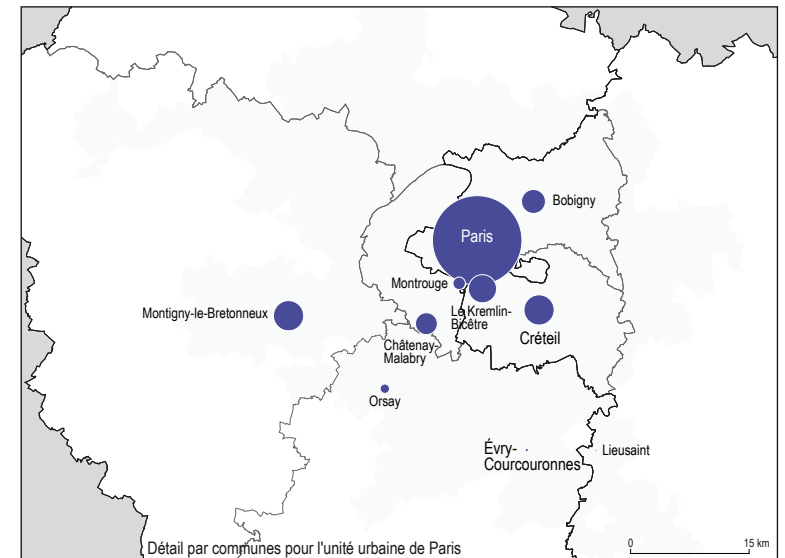 Bobigny
Paris
Montrouge
Montigny-le-Bretonneux
Le Kremlin-
Bicêtre
Créteil
Châtenay-
Malabry
Orsay
Évry-
Courcouronnes
Lieusaint
Détail par communes pour l'unité urbaine de Paris
0 15 km